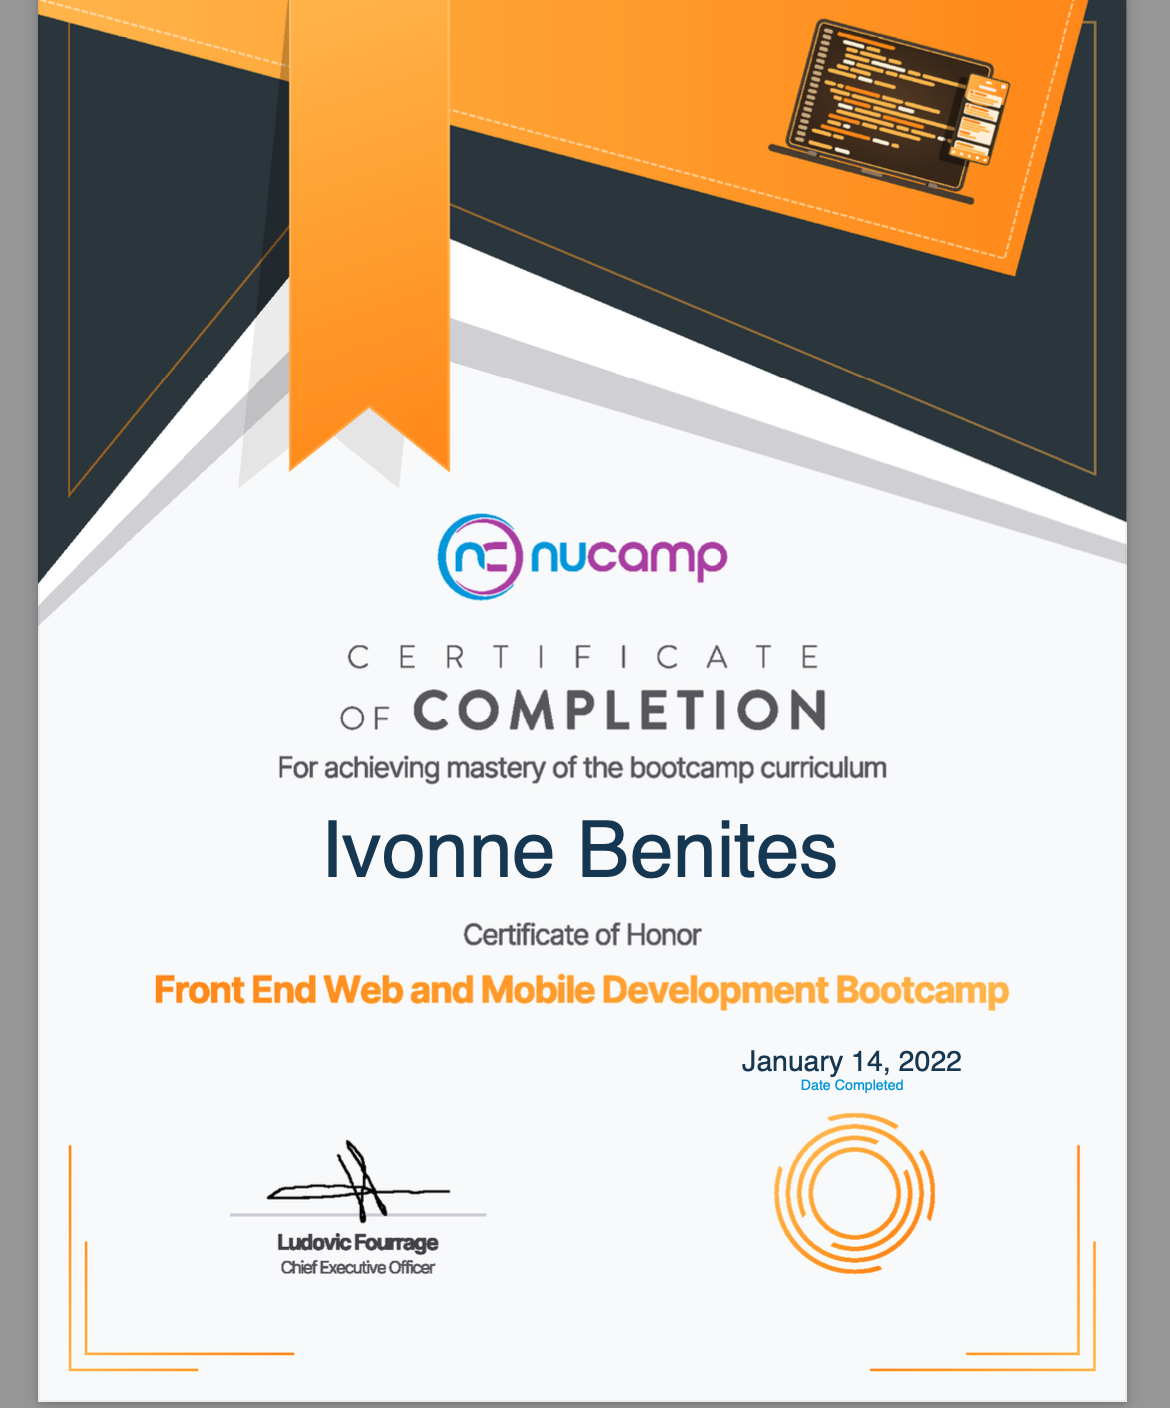 nc nucamp
CERTIFICATE
OF COMPLETION
For achieving mastery of the bootcamp curriculum
Ivonne Benites
Certificate of Honor
Front End Web and Mobile Development Bootcamp
January 14, 2022
Date Completed
Ludovic Fourrage
Chief Executive Officer